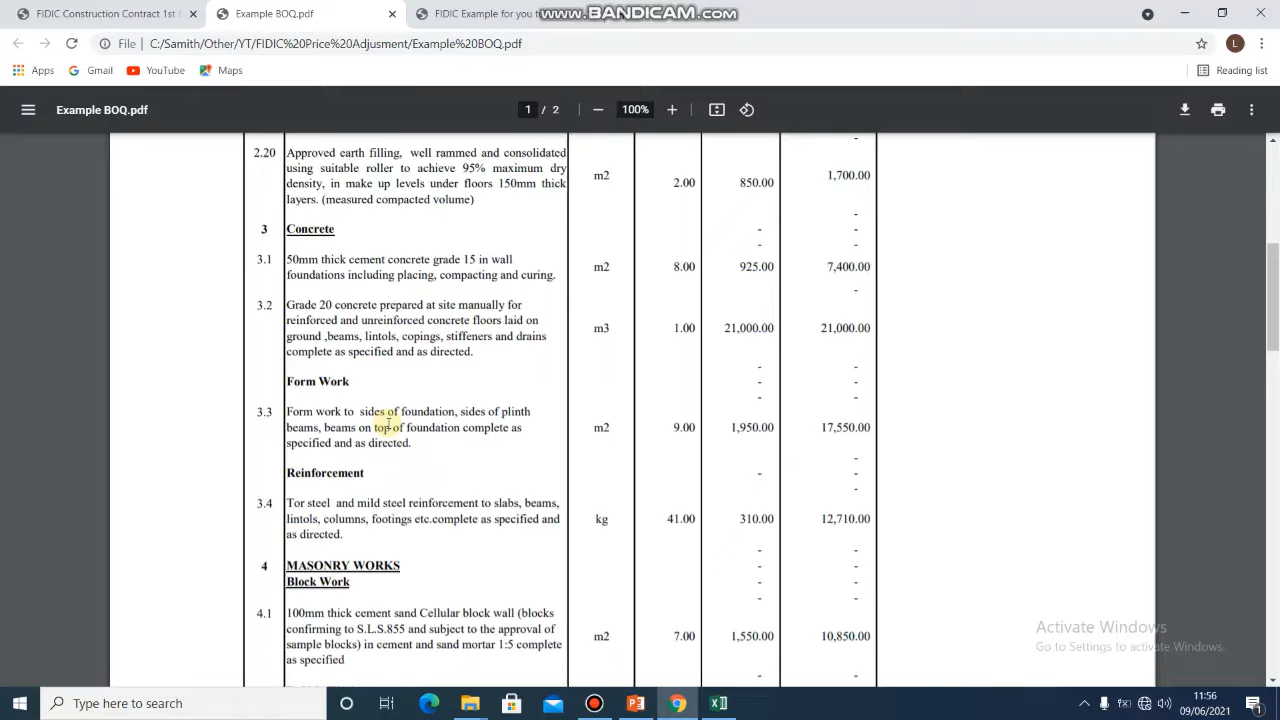 FIDIC Construction Contract 1st
Example BOQ.pdf
FIDIC Example for you t
www.BANDICAM.com
File | C:/Samith/Other/YT/FIDIC%20Price%20Adjusment/Example%20BOQ.pdf
L
Apps Gmail YouTube Maps Reading list
Example BOQ.pdf 1 / 2 100%
-
2.20 Approved earth filling, well rammed and consolidated
using suitable roller to achieve 95% maximum dry
density, in make up levels under floors 150mm thick
layers. (measured compacted volume)
m2 2.00 850.00 1,700.00
-
3 Concrete - -
- -
3.1 50mm thick cement concrete grade 15 in wall
foundations including placing, compacting and curing.
m2 8.00 925.00 7,400.00
-
3.2 Grade 20 concrete prepared at site manually for
reinforced and unreinforced concrete floors laid on
ground ,beams, lintols, copings, stiffeners and drains
complete as specified and as directed.
m3 1.00 21,000.00 21,000.00
- -
Form Work - -
- -
3.3 Form work to sides of foundation, sides of plinth
beams, beams on top of foundation complete as
specified and as directed.
m2 9.00 1,950.00 17,550.00
-
Reinforcement - -
-
3.4 Tor steel and mild steel reinforcement to slabs, beams,
lintols, columns, footings etc.complete as specified and
as directed.
kg 41.00 310.00 12,710.00
- -
4 MASONRY WORKS - -
Block Work - -
- -
4.1 100mm thick cement sand Cellular block wall (blocks
confirming to S.L.S.855 and subject to the approval of
sample blocks) in cement and sand mortar 1:5 complete
as specified
m2 7.00 1,550.00 10,850.00
- -
Activate Windows
Go to Settings to activate Windows.
Type here to search
11:56
09/06/2021
1